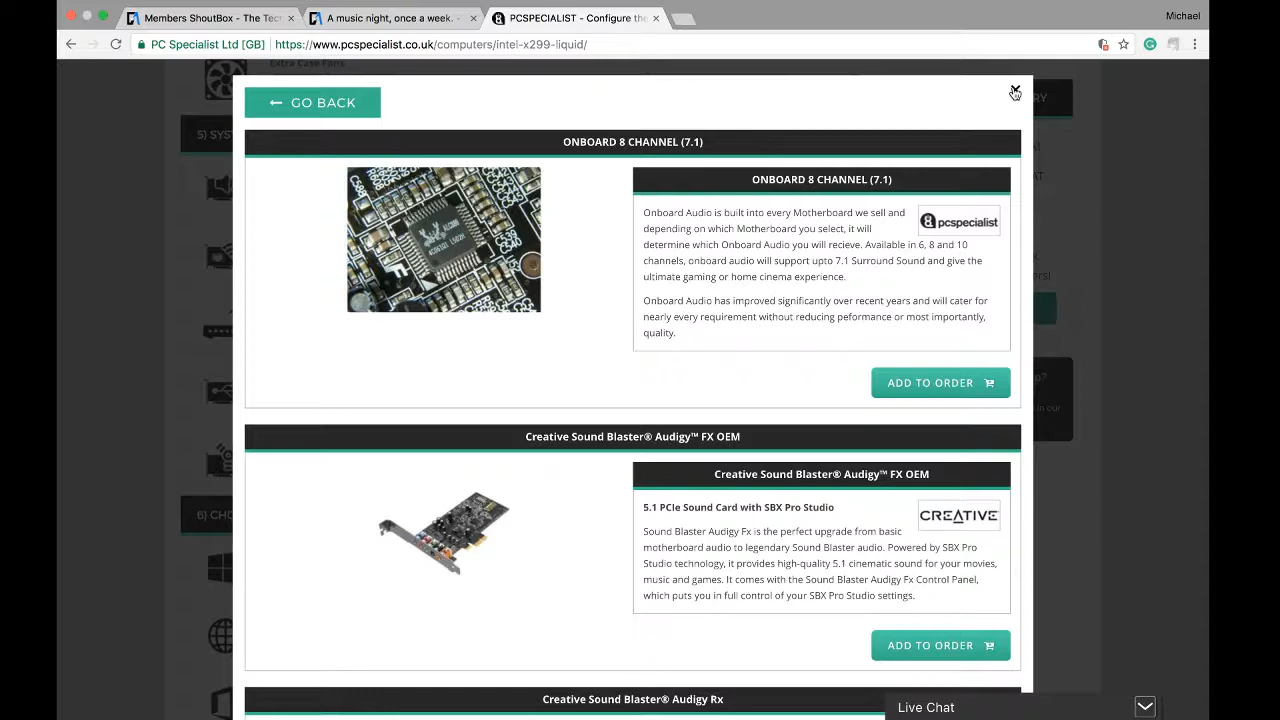 Members ShoutBox - The Tec
A music night, once a week. -
PCSPECIALIST - Configure the
Michael
PC Specialist Ltd [GB]
https://www.pcspecialist.co.uk/computers/intel-x299-liquid/
Extra Case Fans
GO BACK
RY
5) SYS
ONBOARD 8 CHANNEL (7.1)
ONBOARD 8 CHANNEL (7.1)
Onboard Audio is built into every Motherboard we sell and
depending on which Motherboard you select, it will
determine which Onboard Audio you will recieve. Available in 6, 8 and 10
channels, onboard audio will support upto 7.1 Surround Sound and give the
ultimate gaming or home cinema experience.
Onboard Audio has improved significantly over recent years and will cater for
nearly every requirement without reducing peformance or most importantly,
quality.
pcspecialist
ADD TO ORDER
Creative Sound Blaster® Audigy™ FX OEM
Creative Sound Blaster® Audigy™ FX OEM
5.1 PCIe Sound Card with SBX Pro Studio
CREATIVE
Sound Blaster Audigy Fx is the perfect upgrade from basic
motherboard audio to legendary Sound Blaster audio. Powered by SBX Pro
Studio technology, it provides high-quality 5.1 cinematic sound for your movies,
music and games. It comes with the Sound Blaster Audigy Fx Control Panel,
which puts you in full control of your SBX Pro Studio settings.
6) CHO
ADD TO ORDER
Creative Sound Blaster® Audigy Rx
Live Chat